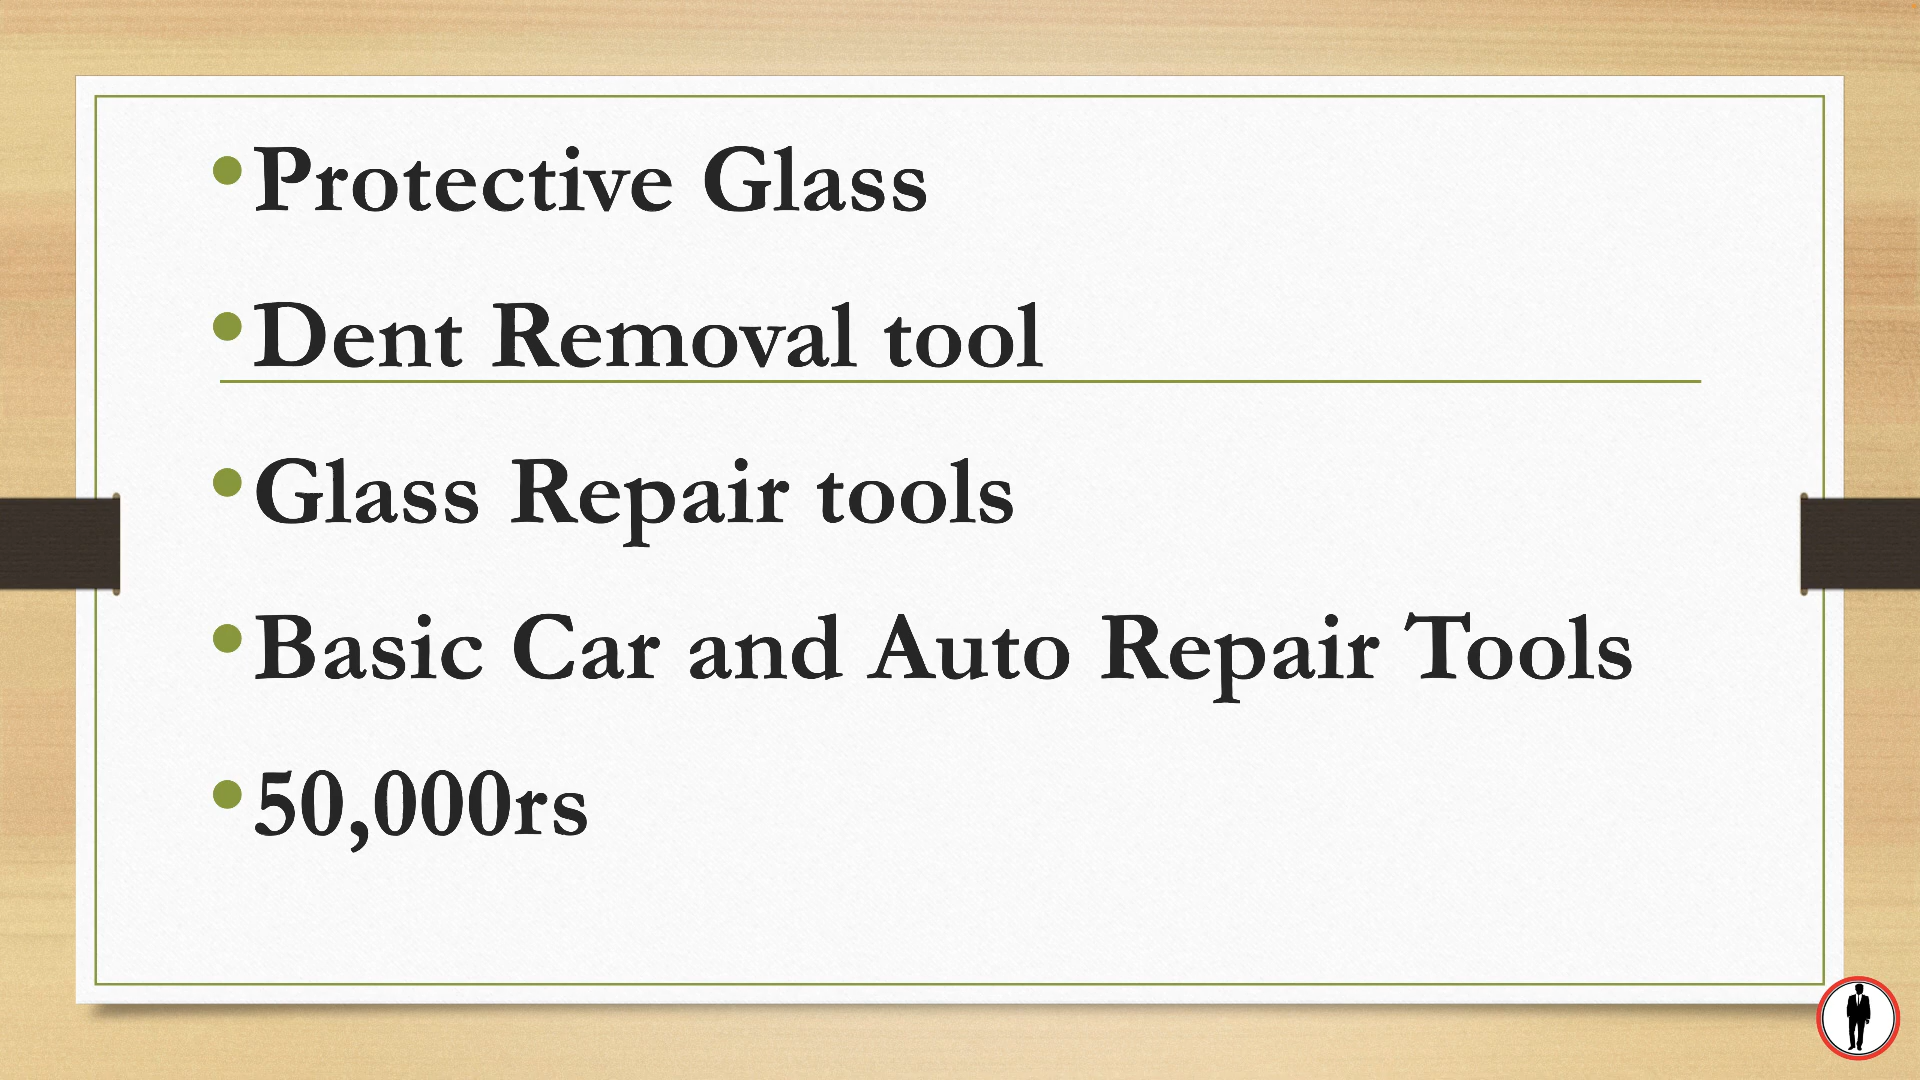 •Protective Glass
•Dent Removal tool
•Glass Repair tools
•Basic Car and Auto Repair Tools
•50,000rs